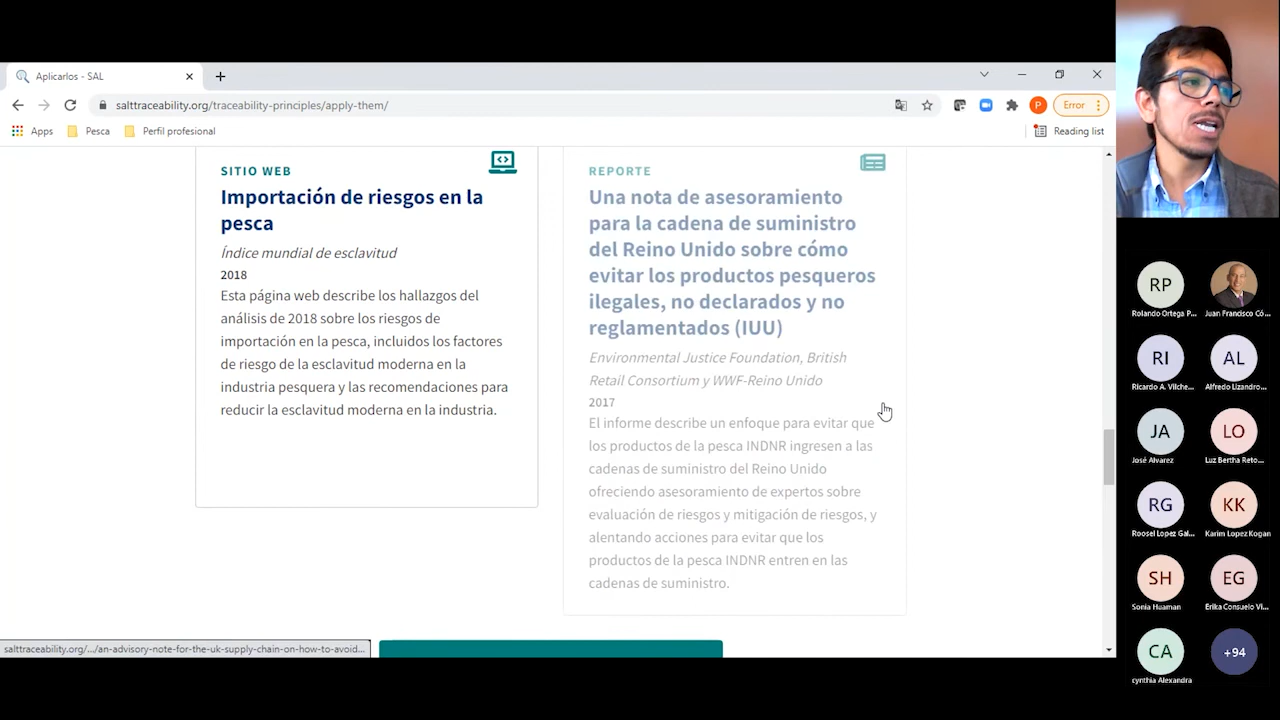 Aplicarlos - SAL
salttraceability.org/traceability-principles/apply-them/
Error
Apps
Pesca
Perfil profesional
Reading list
SITIO WEB
Importación de riesgos en la
pesca
Índice mundial de esclavitud
2018
Esta página web describe los hallazgos del
análisis de 2018 sobre los riesgos de
importación en la pesca, incluidos los factores
de riesgo de la esclavitud moderna en la
industria pesquera y las recomendaciones para
reducir la esclavitud moderna en la industria.
REPORTE
Una nota de asesoramiento
para la cadena de suministro
del Reino Unido sobre cómo
evitar los productos pesqueros
ilegales, no declarados y no
reglamentados (IUU)
Environmental Justice Foundation, British
Retail Consortium y WWF-Reino Unido
2017
El informe describe un enfoque para evitar que
los productos de la pesca INDNR ingresen a las
cadenas de suministro del Reino Unido
ofreciendo asesoramiento de expertos sobre
evaluación de riesgos y mitigación de riesgos, y
alentando acciones para evitar que los
productos de la pesca INDNR entren en las
cadenas de suministro.
salttraceability.org/.../an-advisory-note-for-the-uk-supply-chain-on-how-to-avoid...
P
RP
Rolando Ortega P...
Juan Francisco Có...
RI
Ricardo A. Vilche...
AL
Alfredo Lizandro...
JA
José Alvarez
LO
Luz Bertha Reto...
RG
Roosel Lopez Gal...
KK
Karim Lopez Kogan
SH
Sonia Huaman
EG
Erika Consuelo Vi...
CA
cynthia Alexandra
+94